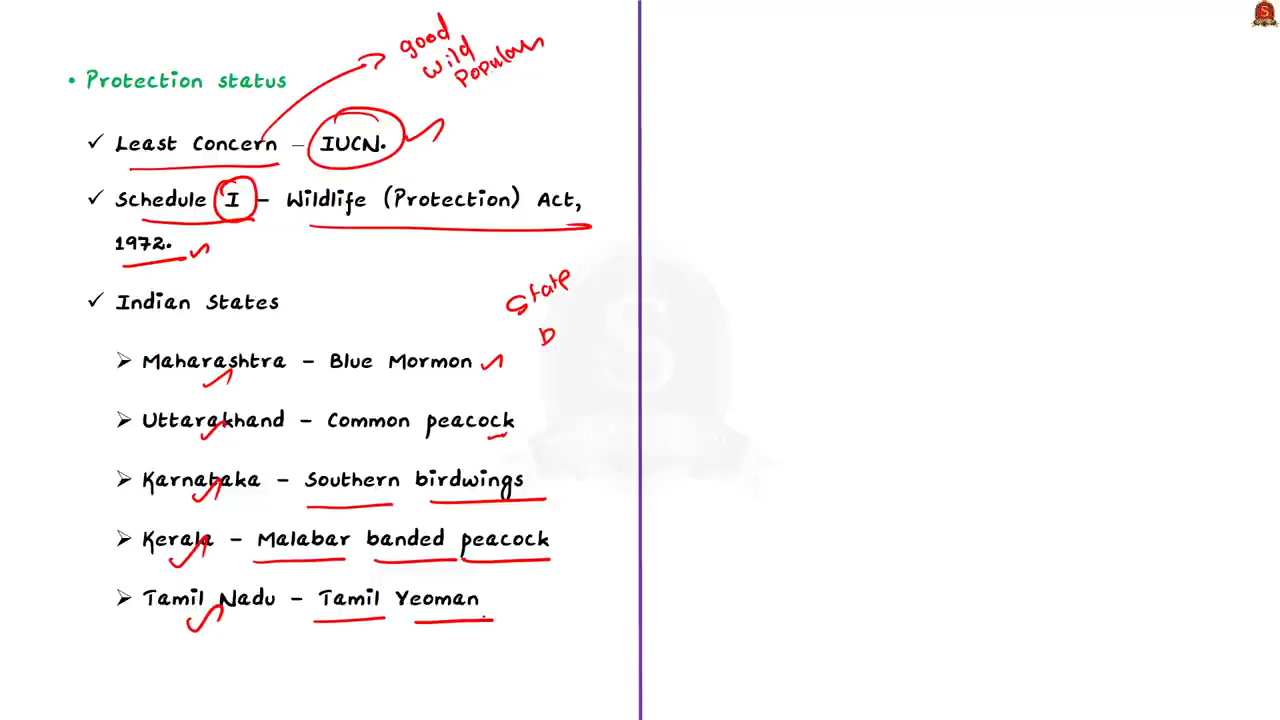 good
wild
• Protection status
✓ Least Concern – IUCN.
✓ Schedule I – Wildlife (Protection) Act,
1972.
✓ Indian States
State
b
➢ Maharashtra – Blue Mormon
➢ Uttarakhand – Common peacock
➢ Karnataka – Southern birdwings
➢ Kerala – Malabar banded peacock
➢ Tamil Nadu – Tamil Yeoman
S